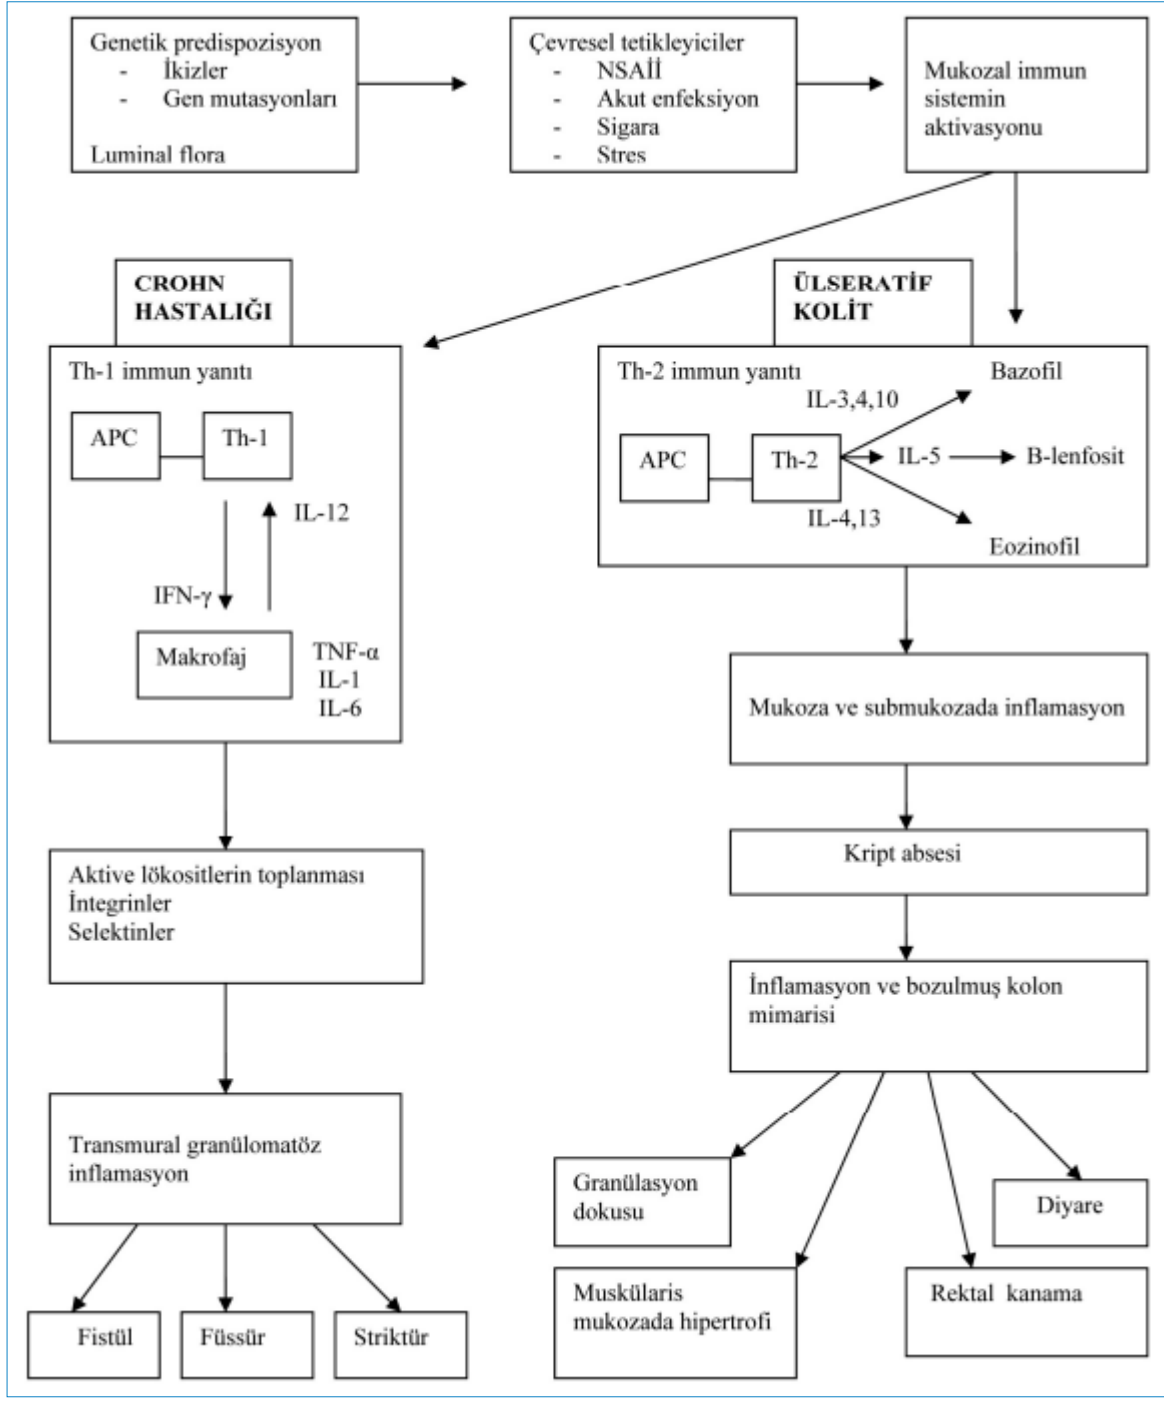 Genetik predispozisyon
- İkizler
- Gen mutasyonları
Luminal flora
Çevresel tetikleyiciler
- NSAİİ
- Akut enfeksiyon
- Sigara
- Stres
Mukozal immun
sistemin
aktivasyonu
CROHN
HASTALIĞI
Th-1 immun yanıtı
APC
Th-1
IL-12
IFN-γ
Makrofaj
TNF-α
IL-1
IL-6
Aktive lökositlerin toplanması
İntegrinler
Selektinler
Transmural granülomatöz
inflamasyon
Fistül
Füssür
Striktür
ÜLSERATİF
KOLİT
Th-2 immun yanıtı
Bazofil
IL-3,4,10
APC
Th-2
IL-5
B-lenfosit
IL-4,13
Eozinofil
Mukoza ve submukozada inflamasyon
Kript absesi
İnflamasyon ve bozulmuş kolon
mimarisi
Granülasyon
dokusu
Diyare
Muskülaris
mukozada hipertrofi
Rektal kanama